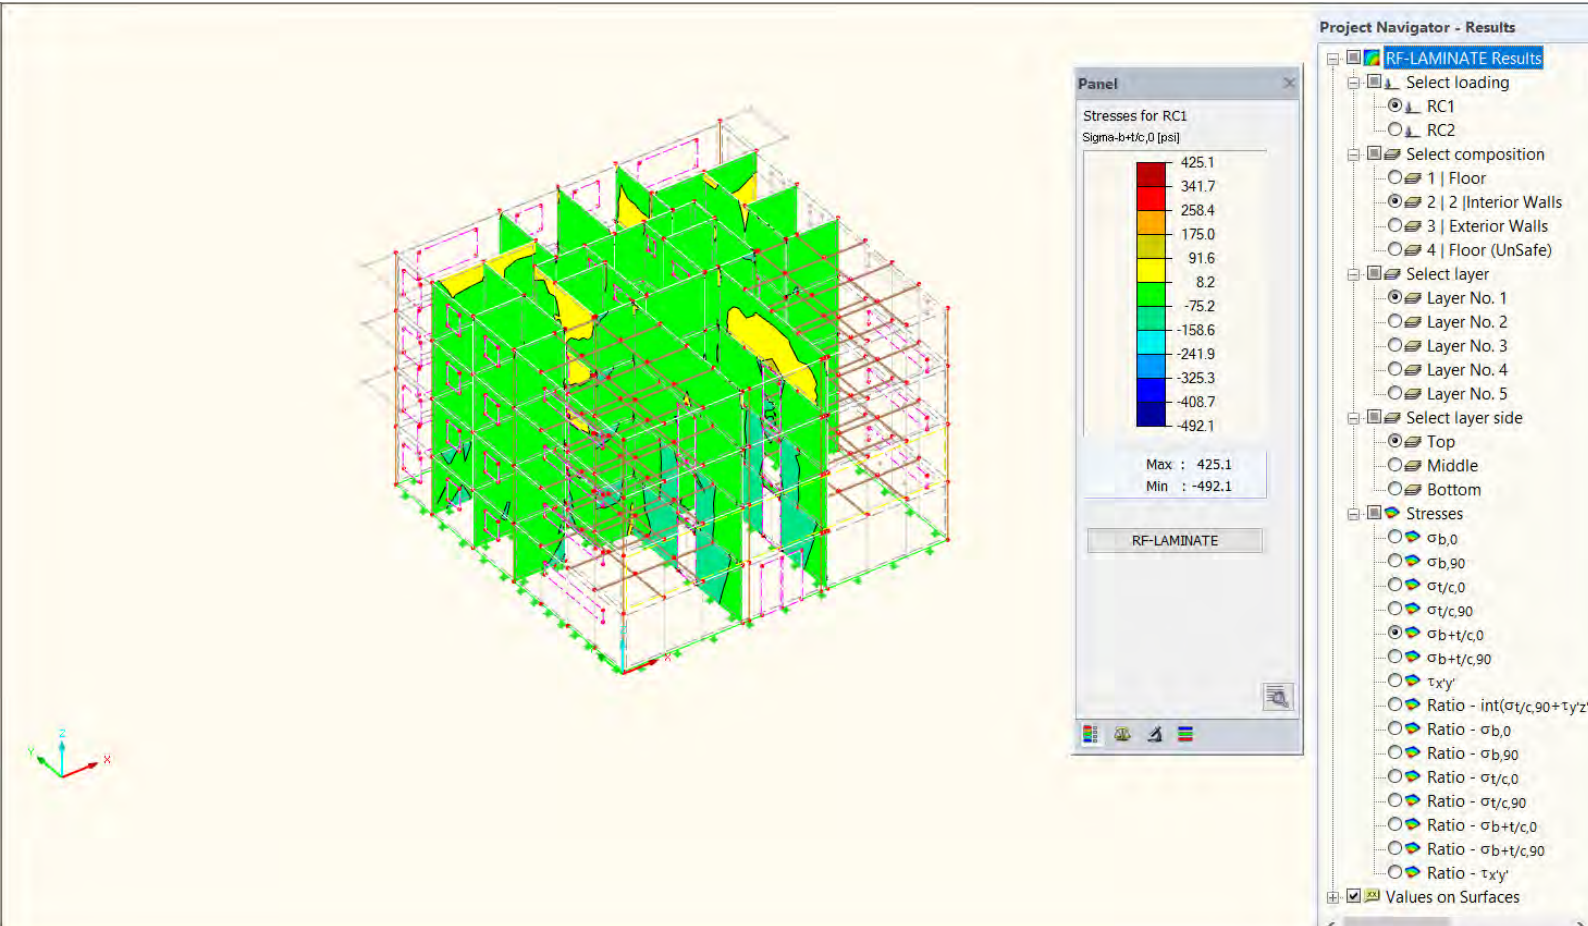 Project Navigator - Results
RF-LAMINATE Results
Select loading
RC1
RC2
Select composition
1 | Floor
2 | 2 |Interior Walls
3 | Exterior Walls
4 | Floor (UnSafe)
Select layer
Layer No. 1
Layer No. 2
Layer No. 3
Layer No. 4
Layer No. 5
Select layer side
Top
Middle
Bottom
Stresses
σb,0
σb,90
σt/c,0
σt/c,90
σb+t/c,0
σb+t/c,90
τx'y'
Ratio - int(σt/c,90+τy'z'
Ratio - σb,0
Ratio - σb,90
Ratio - σt/c,0
Ratio - σt/c,90
Ratio - σb+t/c,0
Ratio - σb+t/c,90
Ratio - τx'y'
Values on Surfaces
Panel
Stresses for RC1
Sigma-b+t/c,0 [psi]
425.1
341.7
258.4
175.0
91.6
8.2
-75.2
-158.6
-241.9
-325.3
-408.7
-492.1
Max : 425.1
Min : -492.1
RF-LAMINATE
Z
Y
X
X